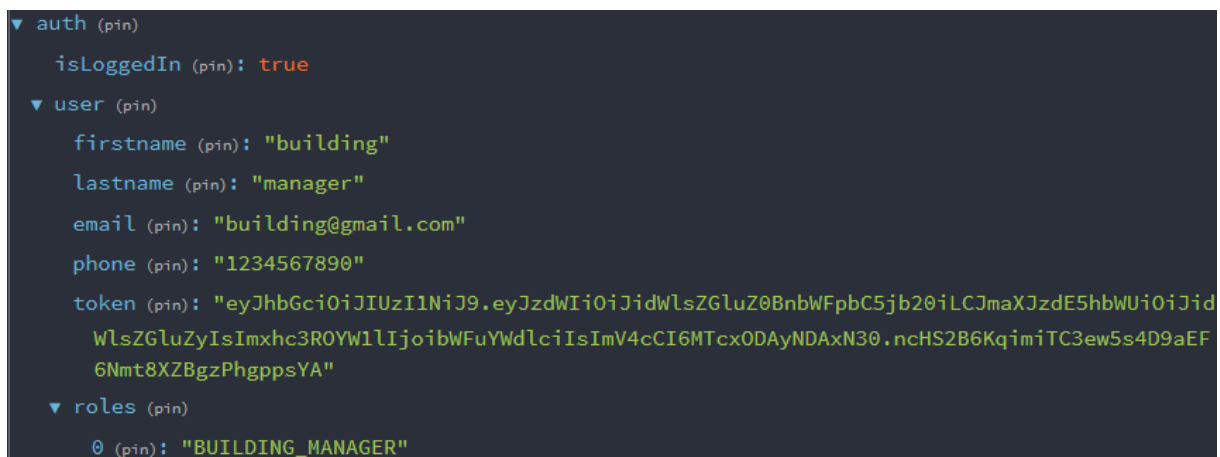 ▼ auth (pin)
isLoggedIn (pin): true
▼ user (pin)
firstname (pin): "building"
lastname (pin): "manager"
email (pin): "building@gmail.com"
phone (pin): "1234567890"
token (pin): "eyJhbGciOiJIUzI1NiJ9.eyJzdWIiOiJidWlsZGluZ0BnbWFpbC5jb20iLCJmaXJzdE5hbWUiOiJid
WlsZGluZyIsImxhc3ROYW1lIjoibWFuYWdlciIsImV4cCI6MTcxODAyNDAxN30.ncHS2B6KqimiTC3ew5s4D9aEF
6Nmt8XZBgzPhgppsYA"
▼ roles (pin)
0 (pin): "BUILDING_MANAGER"